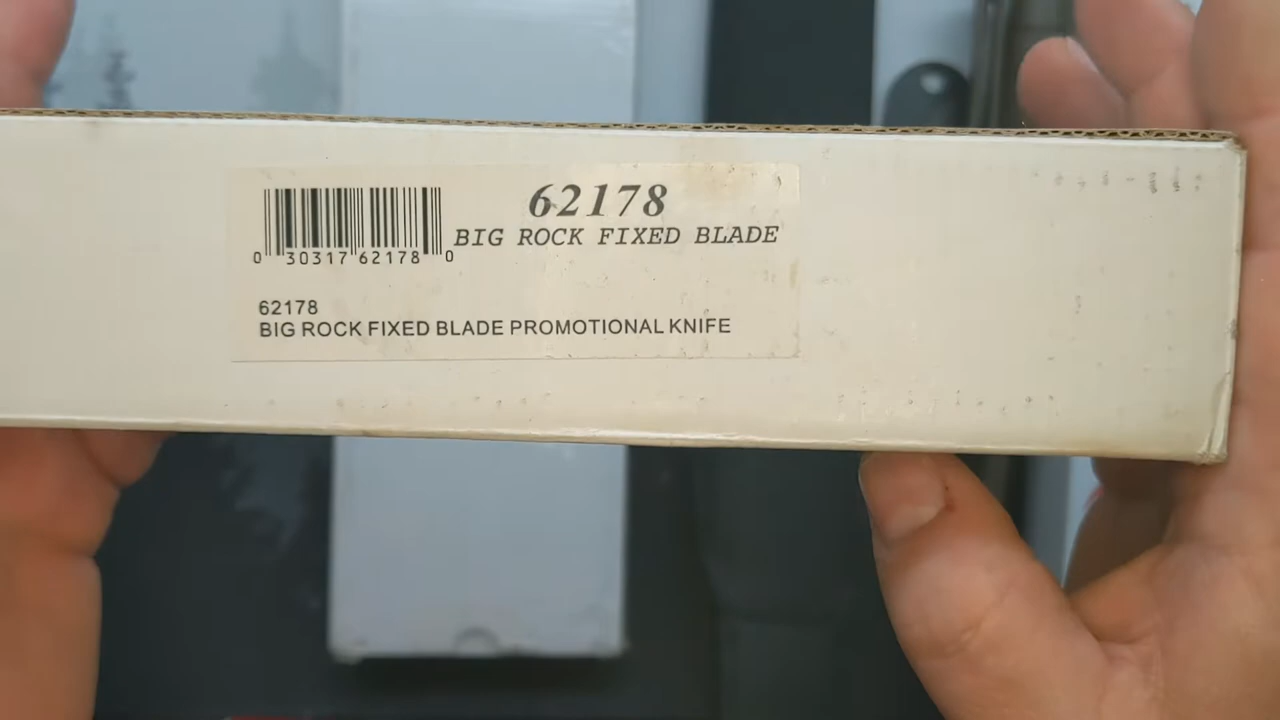 62178
BIG ROCK FIXED BLADE
0 30317 62178 0
62178
BIG ROCK FIXED BLADE PROMOTIONAL KNIFE